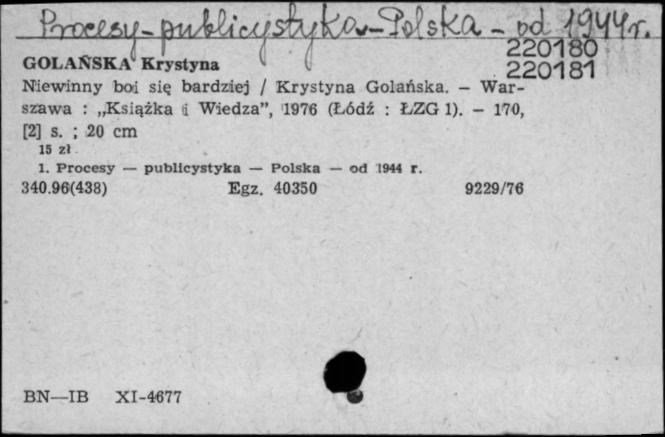 Procesy – publicystyka – Polska – od 1944 r.
220180
GOLAŃSKA Krystyna
220181
Niewinny boi się bardziej / Krystyna Golańska. – War-
szawa : „Książka i Wiedza”, 1976 (Łódź : ŁZG 1). – 170,
[2] s. ; 20 cm
15 zł
1. Procesy — publicystyka — Polska — od 1944 r.
340.96(438) Egz. 40350 9229/76
BN—IB XI-4677